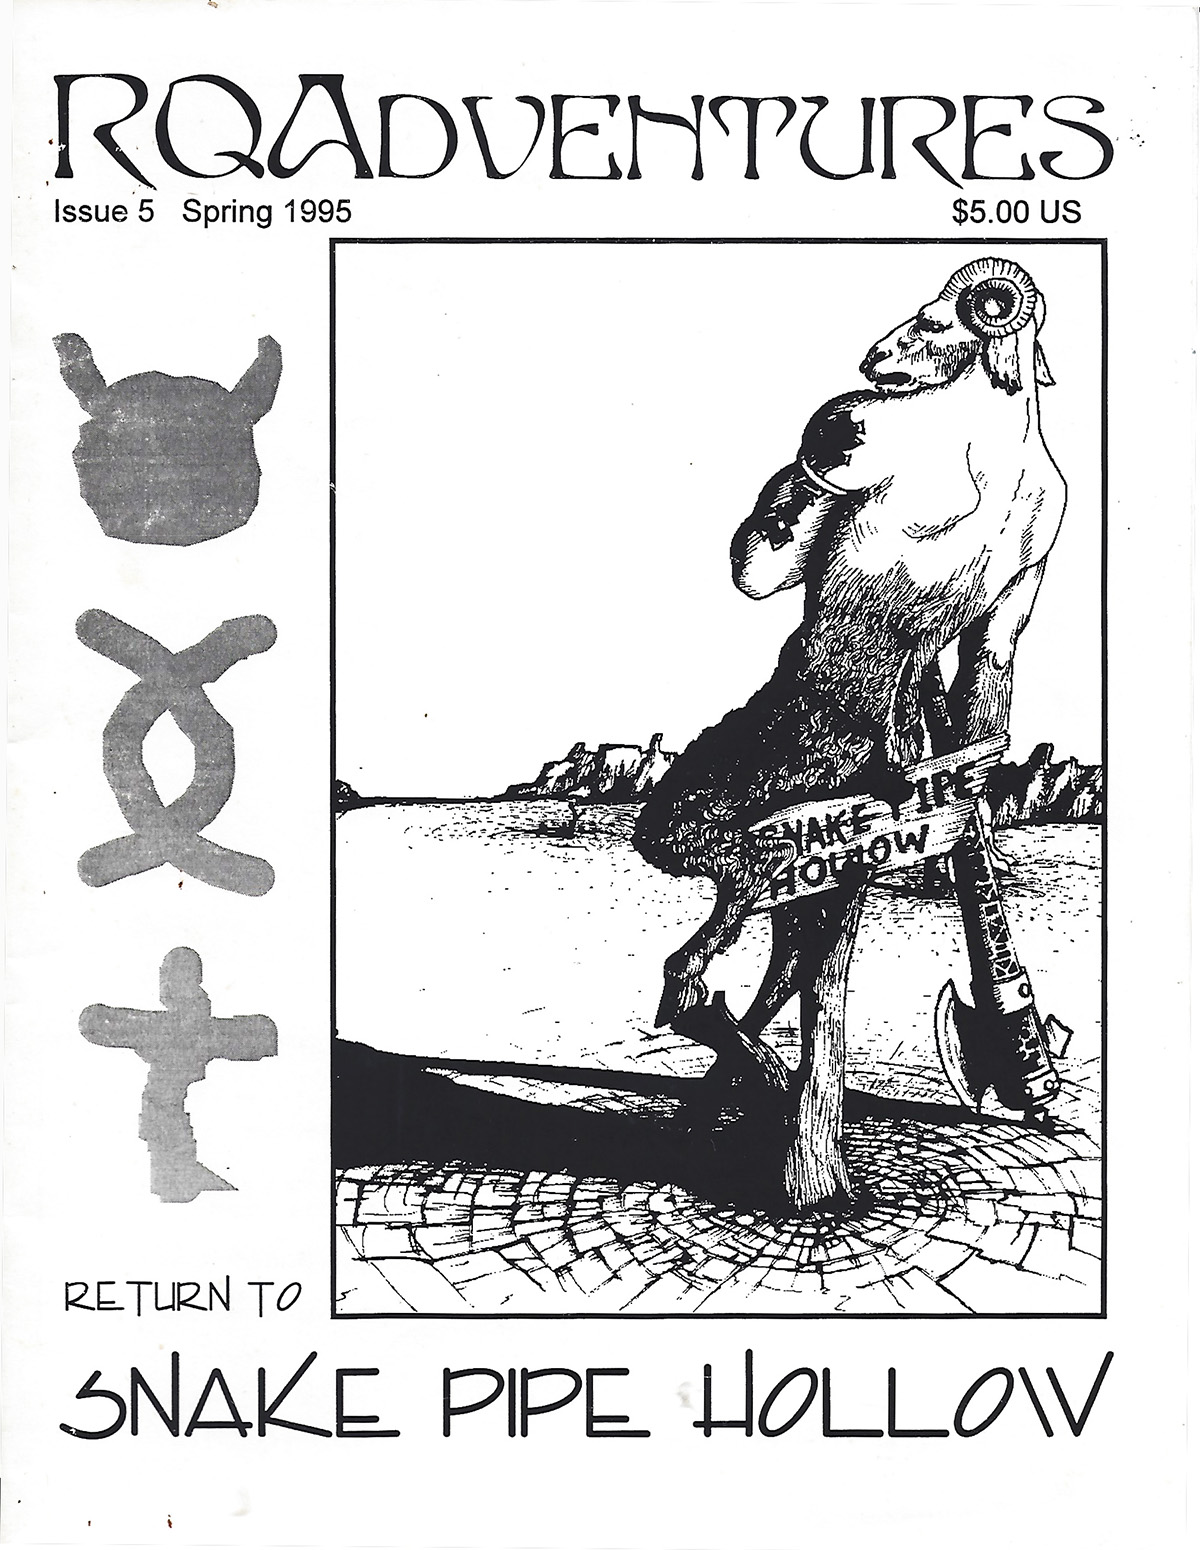 RQADVENTURES
Issue 5 Spring 1995
$5.00 US
SNAKE PIPE
HOLLOW
RETURN TO
SNAKE PIPE HOLLOW